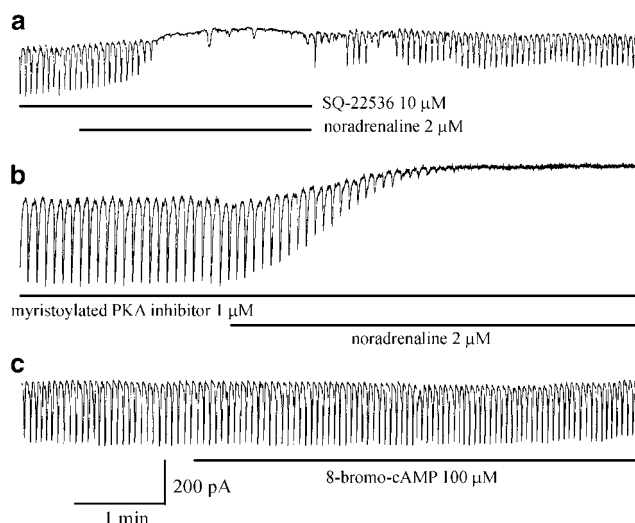 a
SQ-22536 10 µM
noradrenaline 2 µM
b
myristoylated PKA inhibitor 1 µM
noradrenaline 2 µM
c
8-bromo-cAMP 100 µM
200 pA
1 min